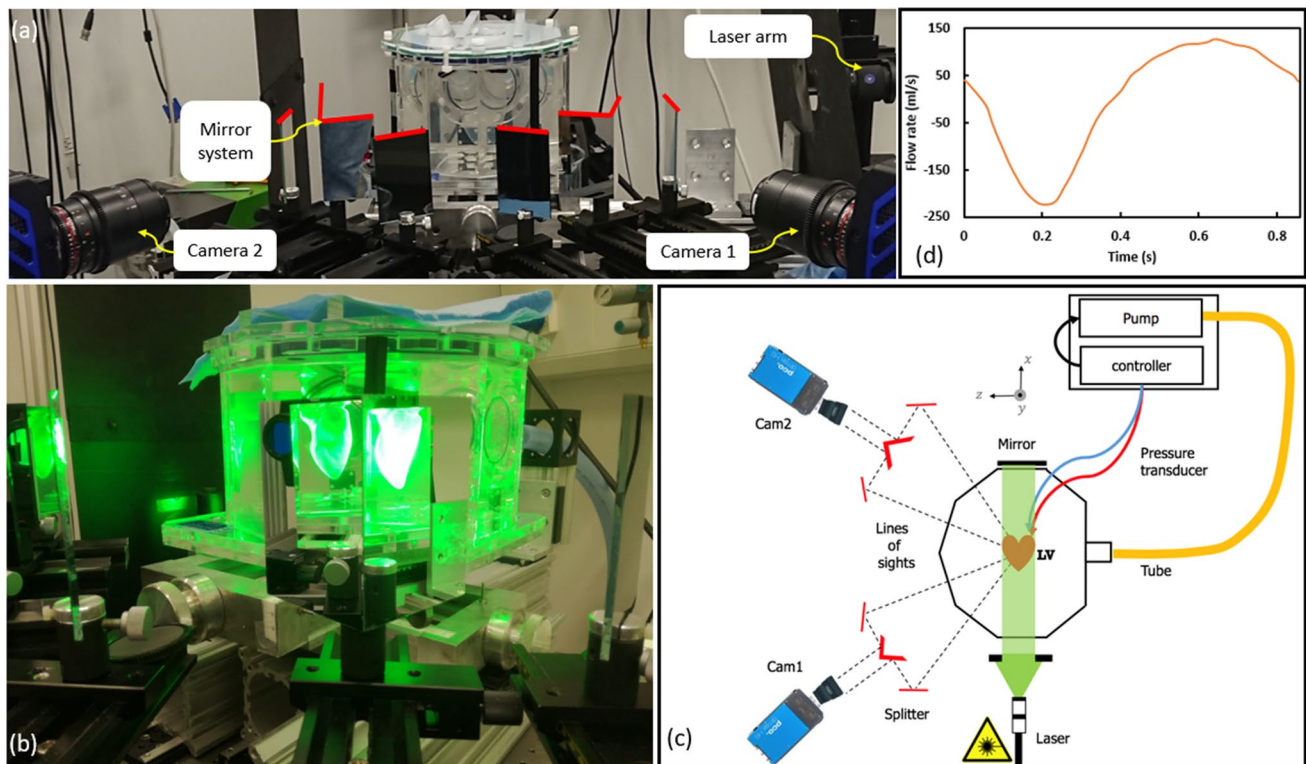 (a)
Laser arm
Mirror
system
Camera 2
Camera 1
150
50
-50
-150
-250
Flow rate (ml/s)
0
0.2
0.4
0.6
0.8
Time (s)
(d)
(b)
Pump
controller
x
z
y
pco.
Cam2
Mirror
Pressure
transducer
Lines
of
sights
LV
Tube
Cam1
pco.
Splitter
Laser
(c)